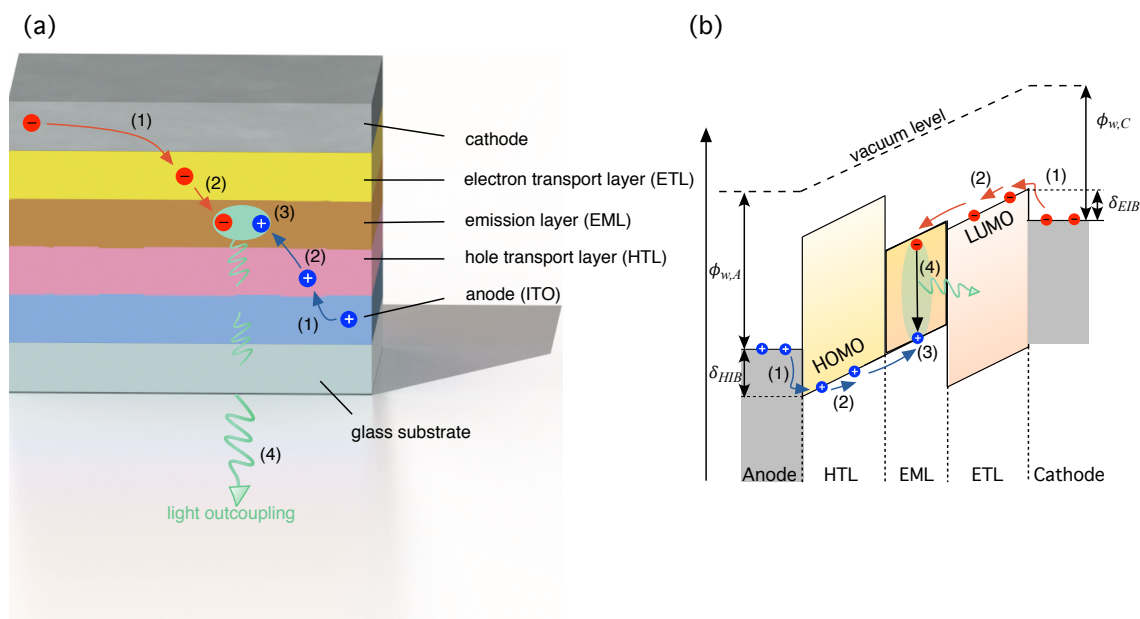 (a)
(1)
(2)
(3)
(2)
(1)
cathode
electron transport layer (ETL)
emission layer (EML)
hole transport layer (HTL)
anode (ITO)
glass substrate
(4)
light outcoupling
(b)
vacuum level
ϕw,C
(1)
(2)
δEIB
LUMO
ϕw,A
(4)
HOMO
(3)
δHIB
(1)
(2)
Anode
HTL
EML
ETL
Cathode